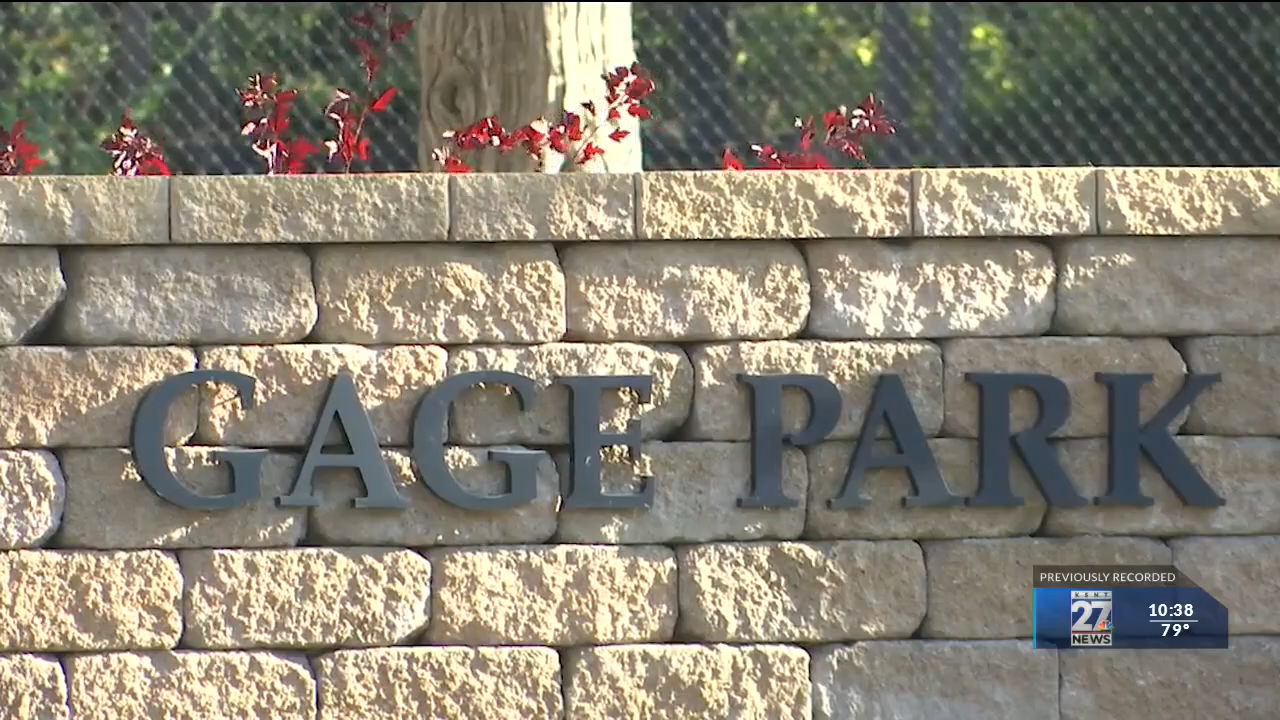 GAGE PARK
PREVIOUSLY RECORDED
KSNT
27
NEWS
10:38
79°